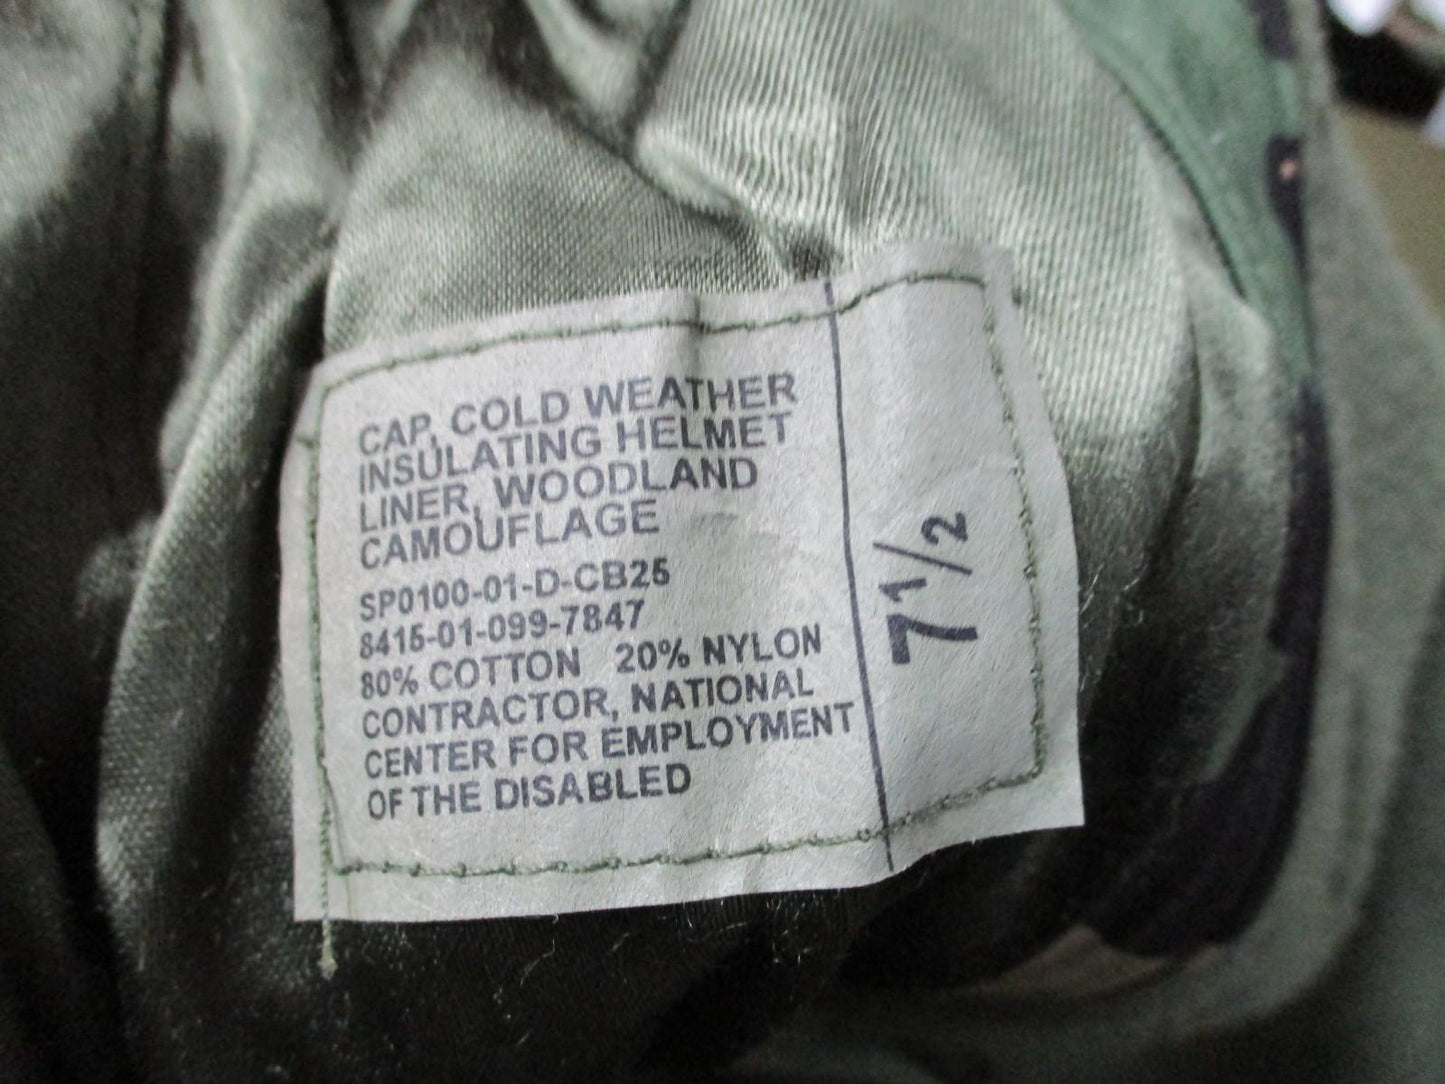 CAP, COLD WEATHER
INSULATING HELMET
LINER, WOODLAND
CAMOUFLAGE
SP0100-01-D-CB25
8415-01-099-7847
80% COTTON 20% NYLON
CONTRACTOR, NATIONAL
CENTER FOR EMPLOYMENT
OF THE DISABLED
7 1/2